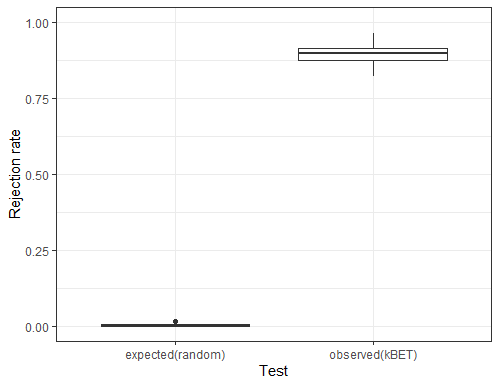 Rejection rate
1.00
0.75
0.50
0.25
0.00
expected(random)
observed(kBET)
Test